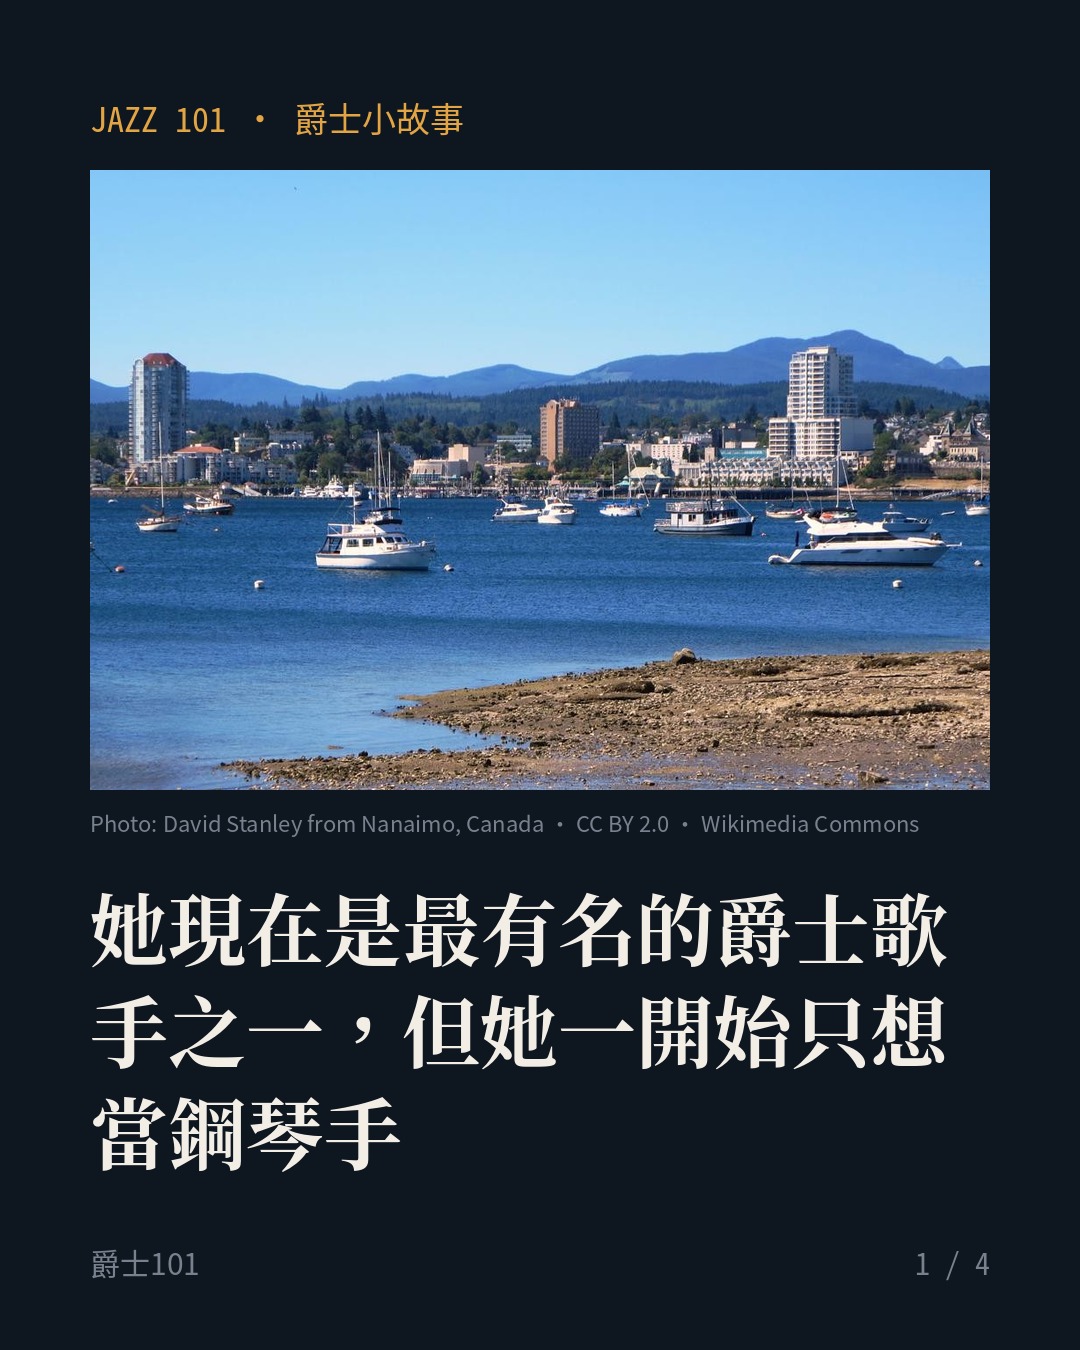 JAZZ 101 • 爵士小故事
Photo: David Stanley from Nanaimo, Canada • CC BY 2.0 • Wikimedia Commons
她現在是最有名的爵士歌
手之一，但她一開始只想
當鋼琴手
爵士101
1 / 4